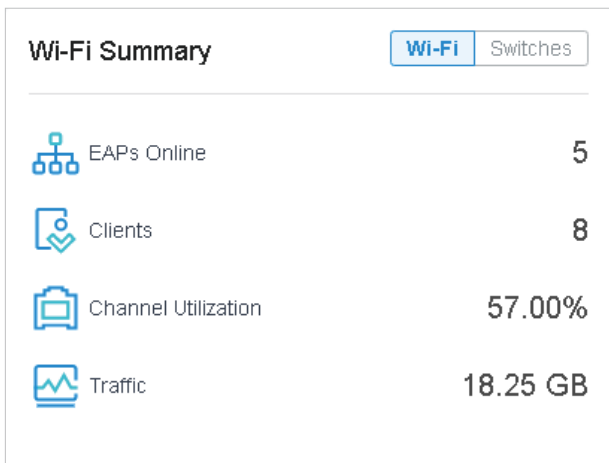 Wi-Fi Summary Wi-Fi Switches
EAPs Online 5
Clients 8
Channel Utilization 57.00%
Traffic 18.25 GB